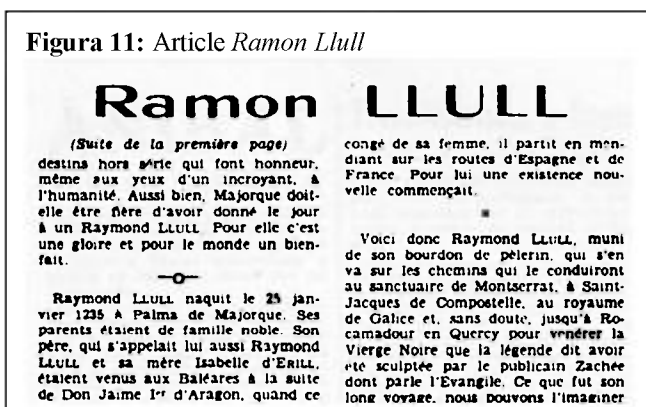 Figura 11: Article Ramon Llull
Ramon LLULL
(Suite de la première page)
destins hors série qui font honneur,
même aux yeux d'un incroyant, à
l'humanité. Aussi bien, Majorque doit-
elle être fière d'avoir donné le jour
à un Raymond LLULL. Pour elle c'est
une gloire et pour le monde un bien-
fait.
Raymond LLULL naquit le 25 jan-
vier 1235 à Palma de Majorque. Ses
parents étaient de famille noble. Son
père, qui s'appelait lui aussi Raymond
LLULL et sa mère Isabelle d'ERILL,
étaient venus aux Baléares à la suite
de Don Jaime Ier d'Aragon, quand ce
congé de sa femme, il partit en men-
diant sur les routes d'Espagne et de
France. Pour lui une existence nou-
velle commençait.
Voici donc Raymond LLULL, muni
de son bourdon de pèlerin, qui s'en
va sur les chemins qui le conduiront
au sanctuaire de Montserrat, à Saint-
Jacques de Compostelle, au royaume
de Galice et, sans doute, jusqu'à Ro-
camadour en Quercy pour vénérer la
Vierge Noire que la légende dit avoir
été sculptée par le publicain Zachée
dont parle l'Evangile. Ce que fut son
long voyage, nous pouvons l'imaginer